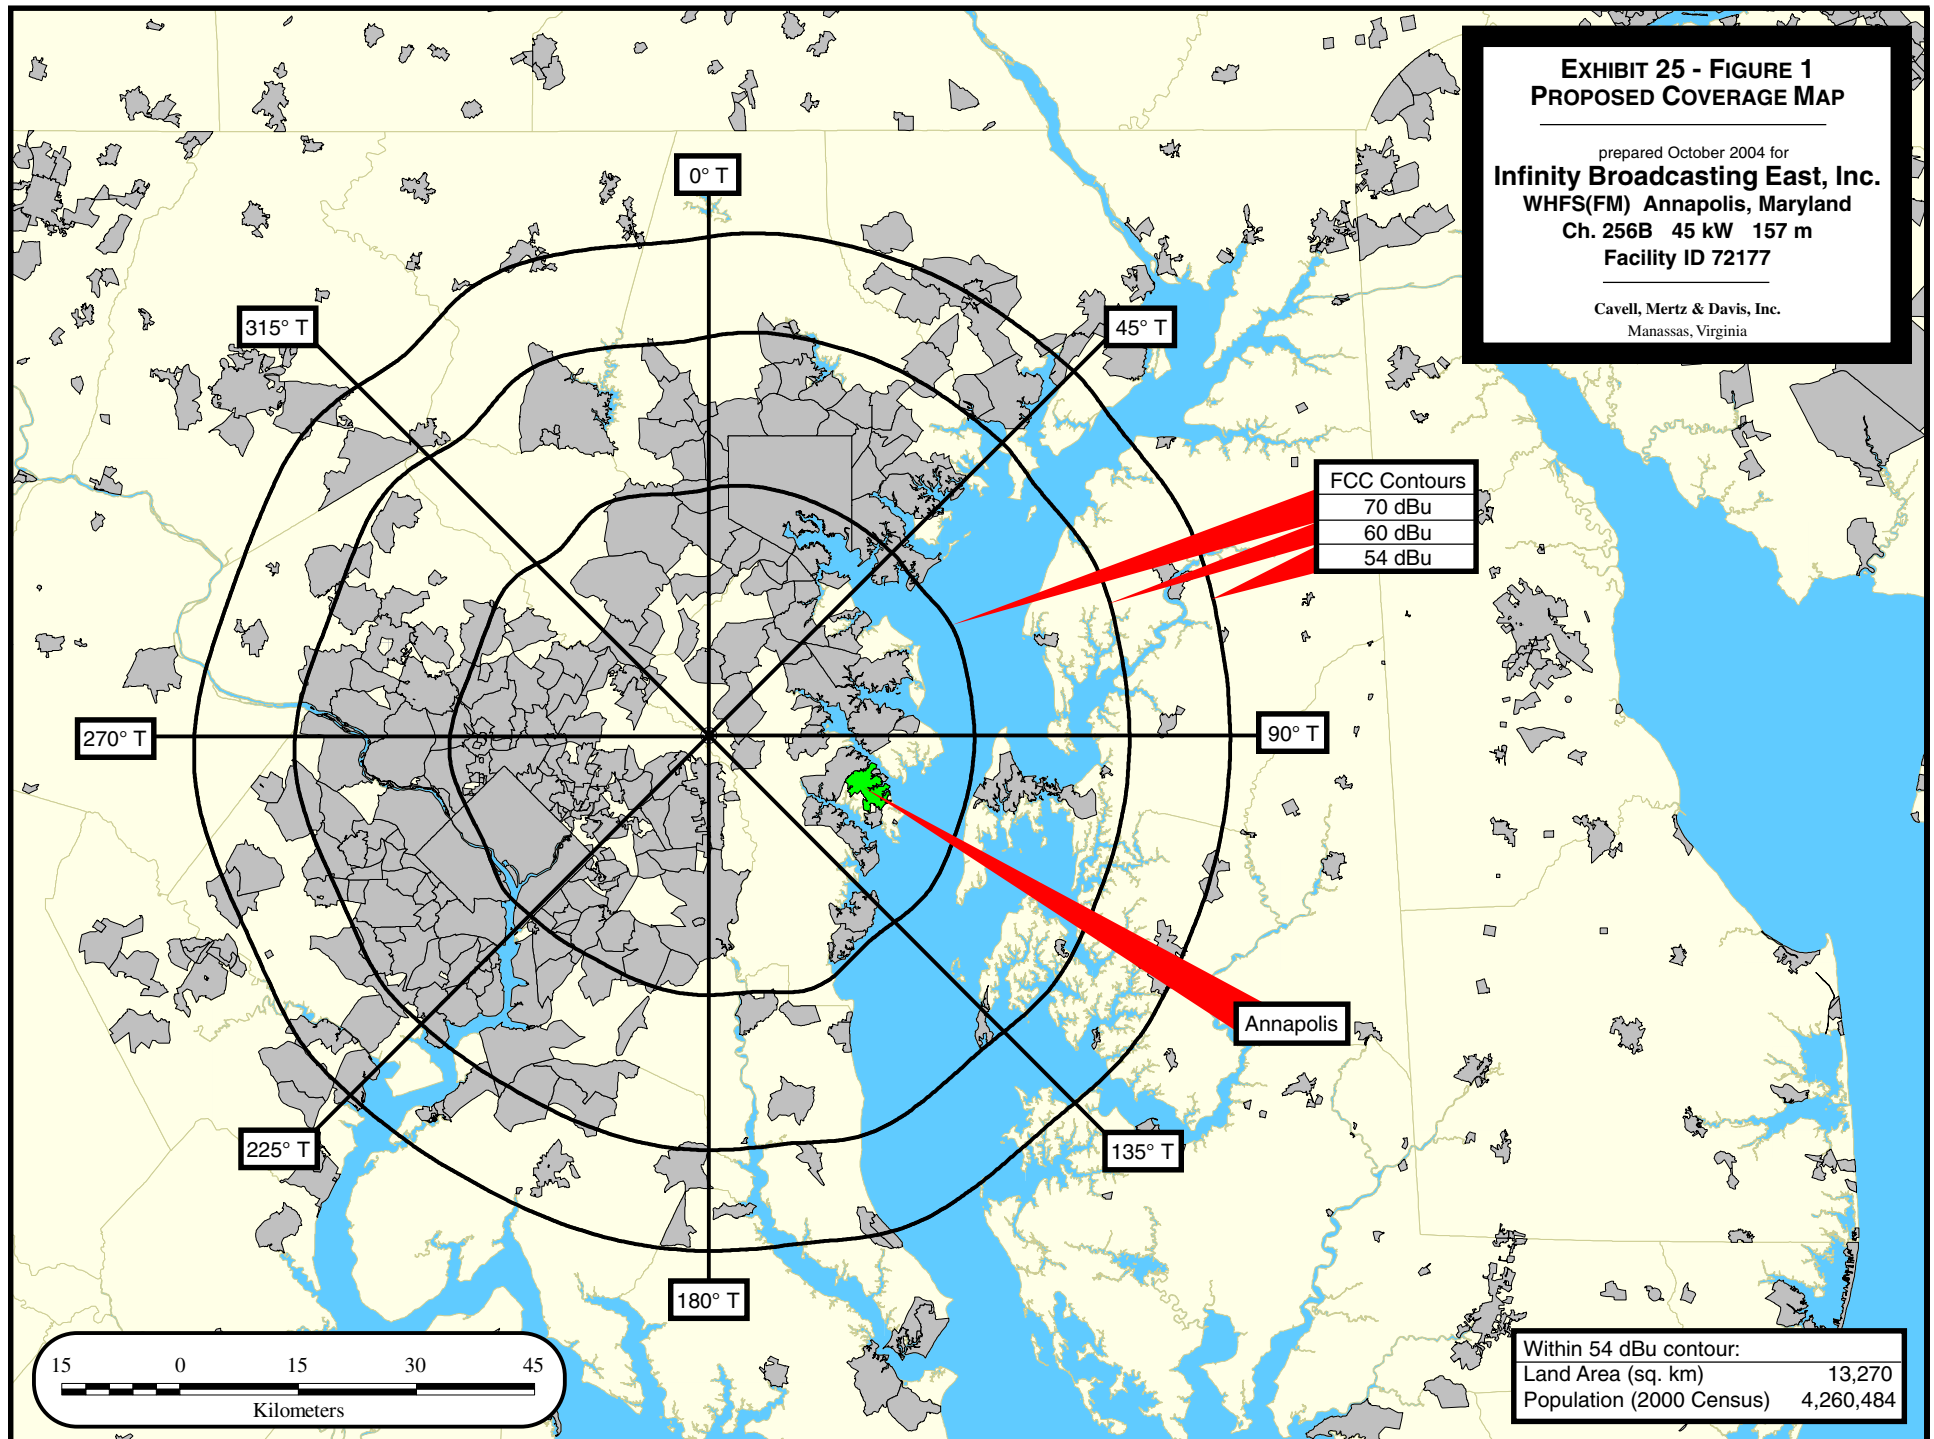 EXHIBIT 25 - FIGURE 1
PROPOSED COVERAGE MAP
prepared October 2004 for
Infinity Broadcasting East, Inc.
WHFS(FM) Annapolis, Maryland
Ch. 256B 45 kW 157 m
Facility ID 72177
Cavell, Mertz & Davis, Inc.
Manassas, Virginia
0° T
315° T
45° T
FCC Contours
70 dBu
60 dBu
54 dBu
270° T
90° T
Annapolis
225° T
135° T
180° T
15 0 15 30 45
Kilometers
Within 54 dBu contour:
Land Area (sq. km) 13,270
Population (2000 Census) 4,260,484